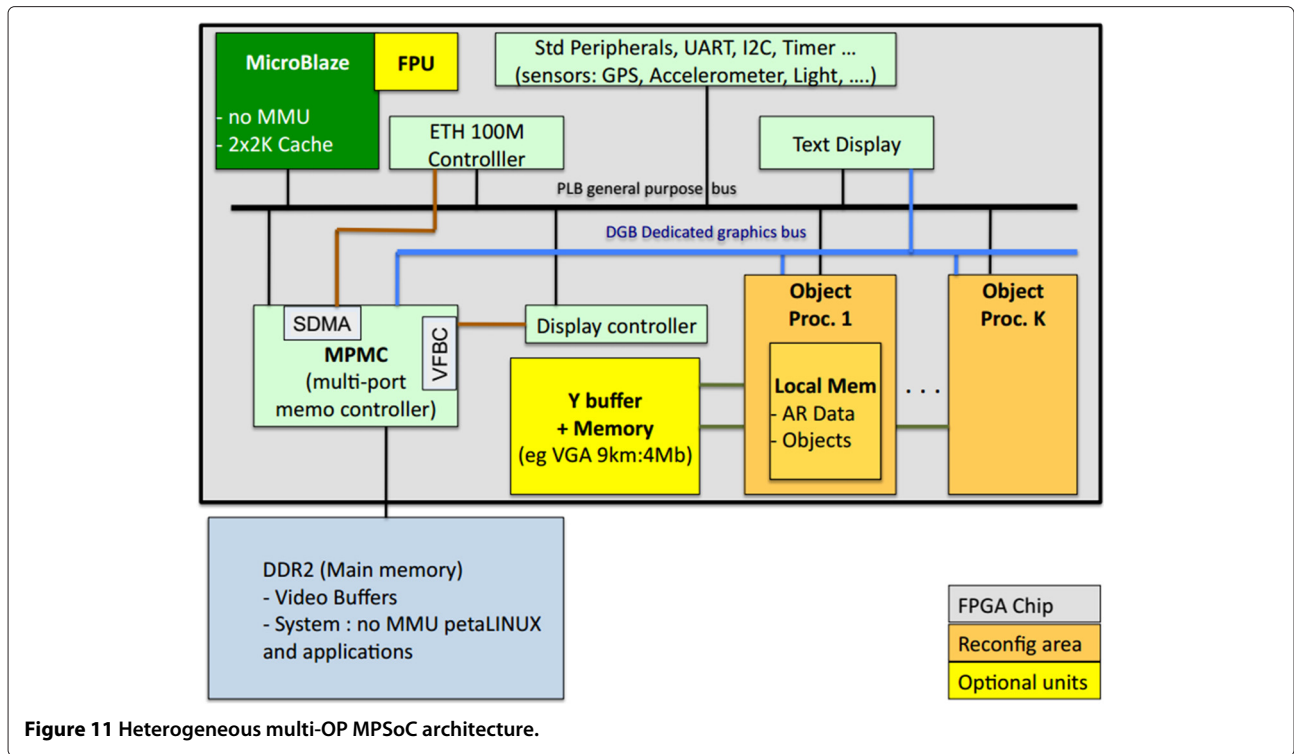 MicroBlaze
FPU
- no MMU
- 2x2K Cache
Std Peripherals, UART, I2C, Timer ...
(sensors: GPS, Accelerometer, Light, ....)
ETH 100M
Controlller
Text Display
PLB general purpose bus
DGB Dedicated graphics bus
SDMA
VFBC
MPMC
(multi-port
memo controller)
Display controller
Y buffer
+ Memory
(eg VGA 9km:4Mb)
Object
Proc. 1
Local Mem
- AR Data
- Objects
. . .
Object
Proc. K
DDR2 (Main memory)
- Video Buffers
- System : no MMU petaLINUX
and applications
FPGA Chip
Reconfig area
Optional units
Figure 11 Heterogeneous multi-OP MPSoC architecture.